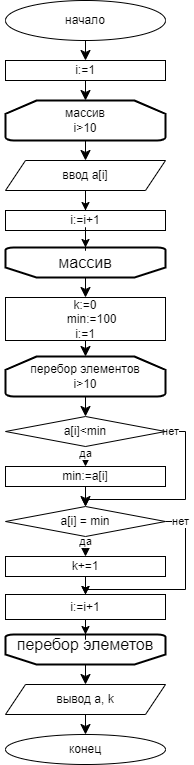 начало
i:=1
массив
i>10
ввод a[i]
i:=i+1
массив
k:=0
min:=100
i:=1
перебор элементов
i>10
a[i]<min
нет
да
min:=a[i]
a[i] = min
нет
да
k+=1
i:=i+1
перебор элеметов
вывод a, k
конец